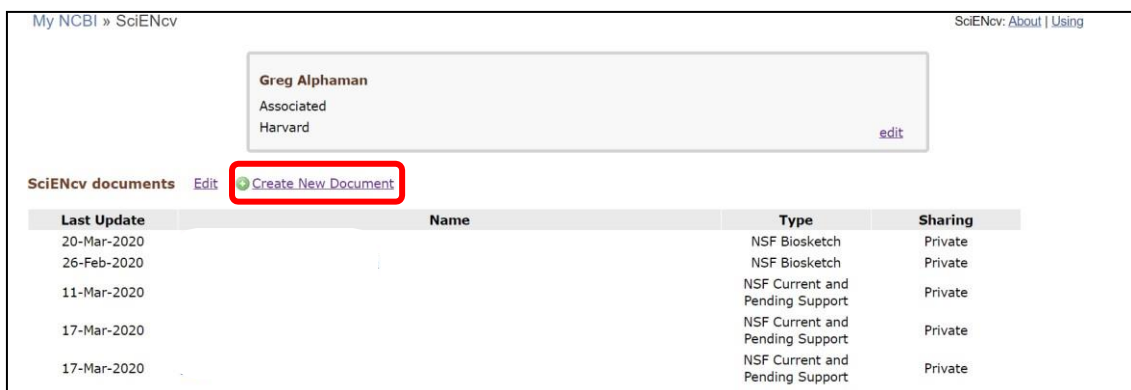 My NCBI » SciENcv SciENcv: About | Using
Greg Alphaman
Associated
Harvard edit
SciENcv documents Edit Create New Document
Last Update Name Type Sharing
20-Mar-2020 NSF Biosketch Private
26-Feb-2020 NSF Biosketch Private
11-Mar-2020 NSF Current and Pending Support Private
17-Mar-2020 NSF Current and Pending Support Private
17-Mar-2020 NSF Current and Pending Support Private